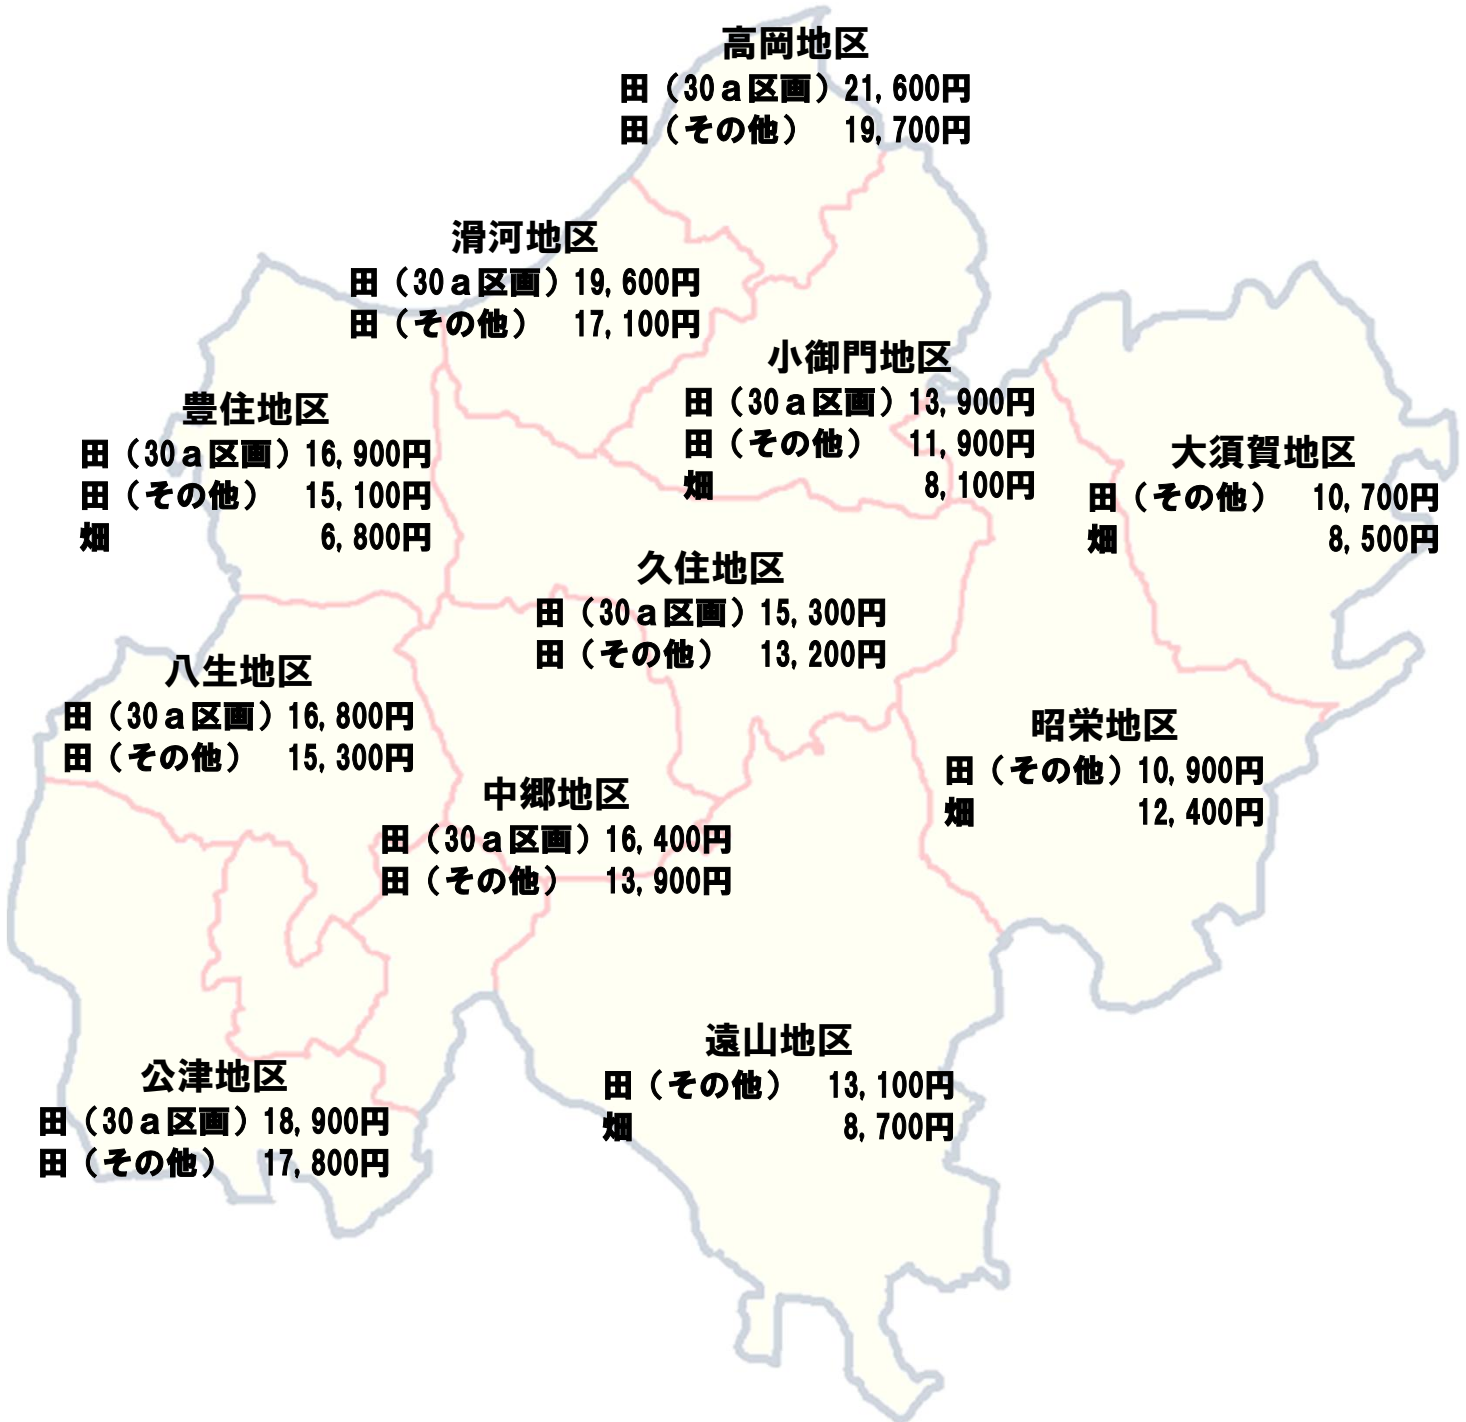 高岡地区
田（30ａ区画）21,600円
田（その他）　19,700円
滑河地区
田（30ａ区画）19,600円
田（その他）　17,100円
小御門地区
田（30ａ区画）13,900円
田（その他）　11,900円
畑　8,100円
豊住地区
田（30ａ区画）16,900円
田（その他）　15,100円
畑　6,800円
大須賀地区
田（その他）　10,700円
畑　8,500円
久住地区
田（30ａ区画）15,300円
田（その他）　13,200円
八生地区
田（30ａ区画）16,800円
田（その他）　15,300円
昭栄地区
田（その他）10,900円
畑　12,400円
中郷地区
田（30ａ区画）16,400円
田（その他）　13,900円
遠山地区
田（その他）　13,100円
畑　8,700円
公津地区
田（30ａ区画）18,900円
田（その他）　17,800円